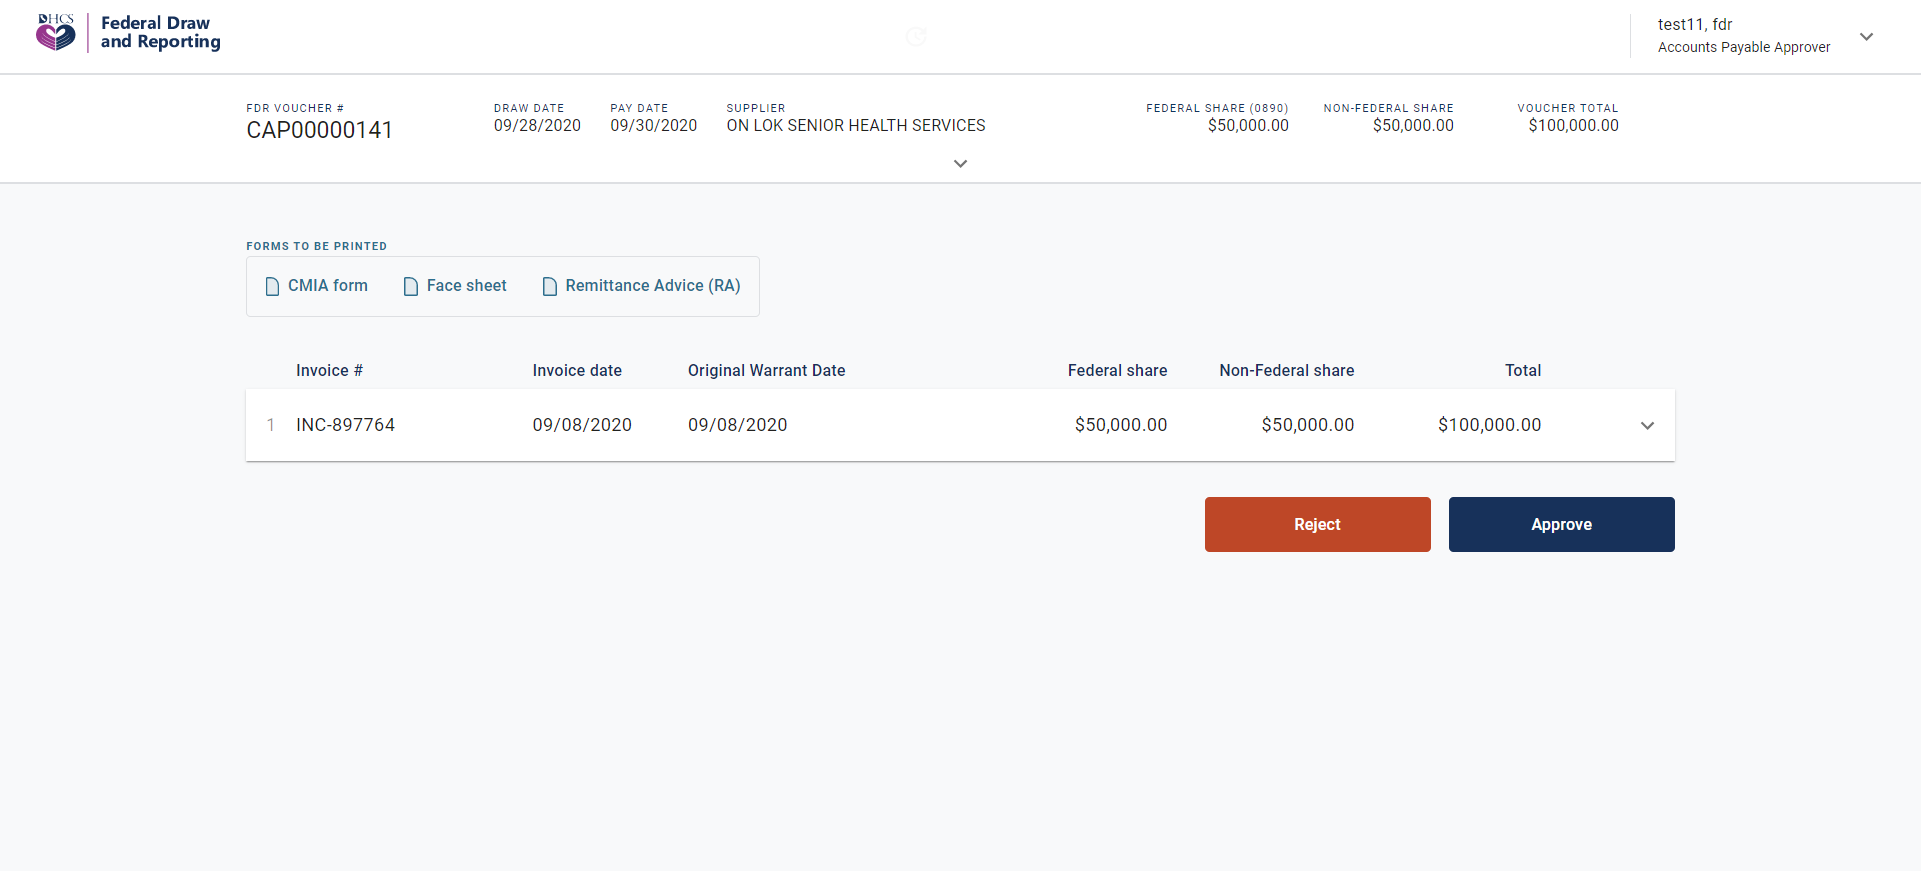 DHCS
Federal Draw
and Reporting
test11, fdr
Accounts Payable Approver
FDR VOUCHER #
CAP00000141
DRAW DATE
09/28/2020
PAY DATE
09/30/2020
SUPPLIER
ON LOK SENIOR HEALTH SERVICES
FEDERAL SHARE (0890)
$50,000.00
NON-FEDERAL SHARE
$50,000.00
VOUCHER TOTAL
$100,000.00
FORMS TO BE PRINTED
CMIA form Face sheet Remittance Advice (RA)
Invoice # Invoice date Original Warrant Date Federal share Non-Federal share Total
1 INC-897764 09/08/2020 09/08/2020 $50,000.00 $50,000.00 $100,000.00
Reject Approve